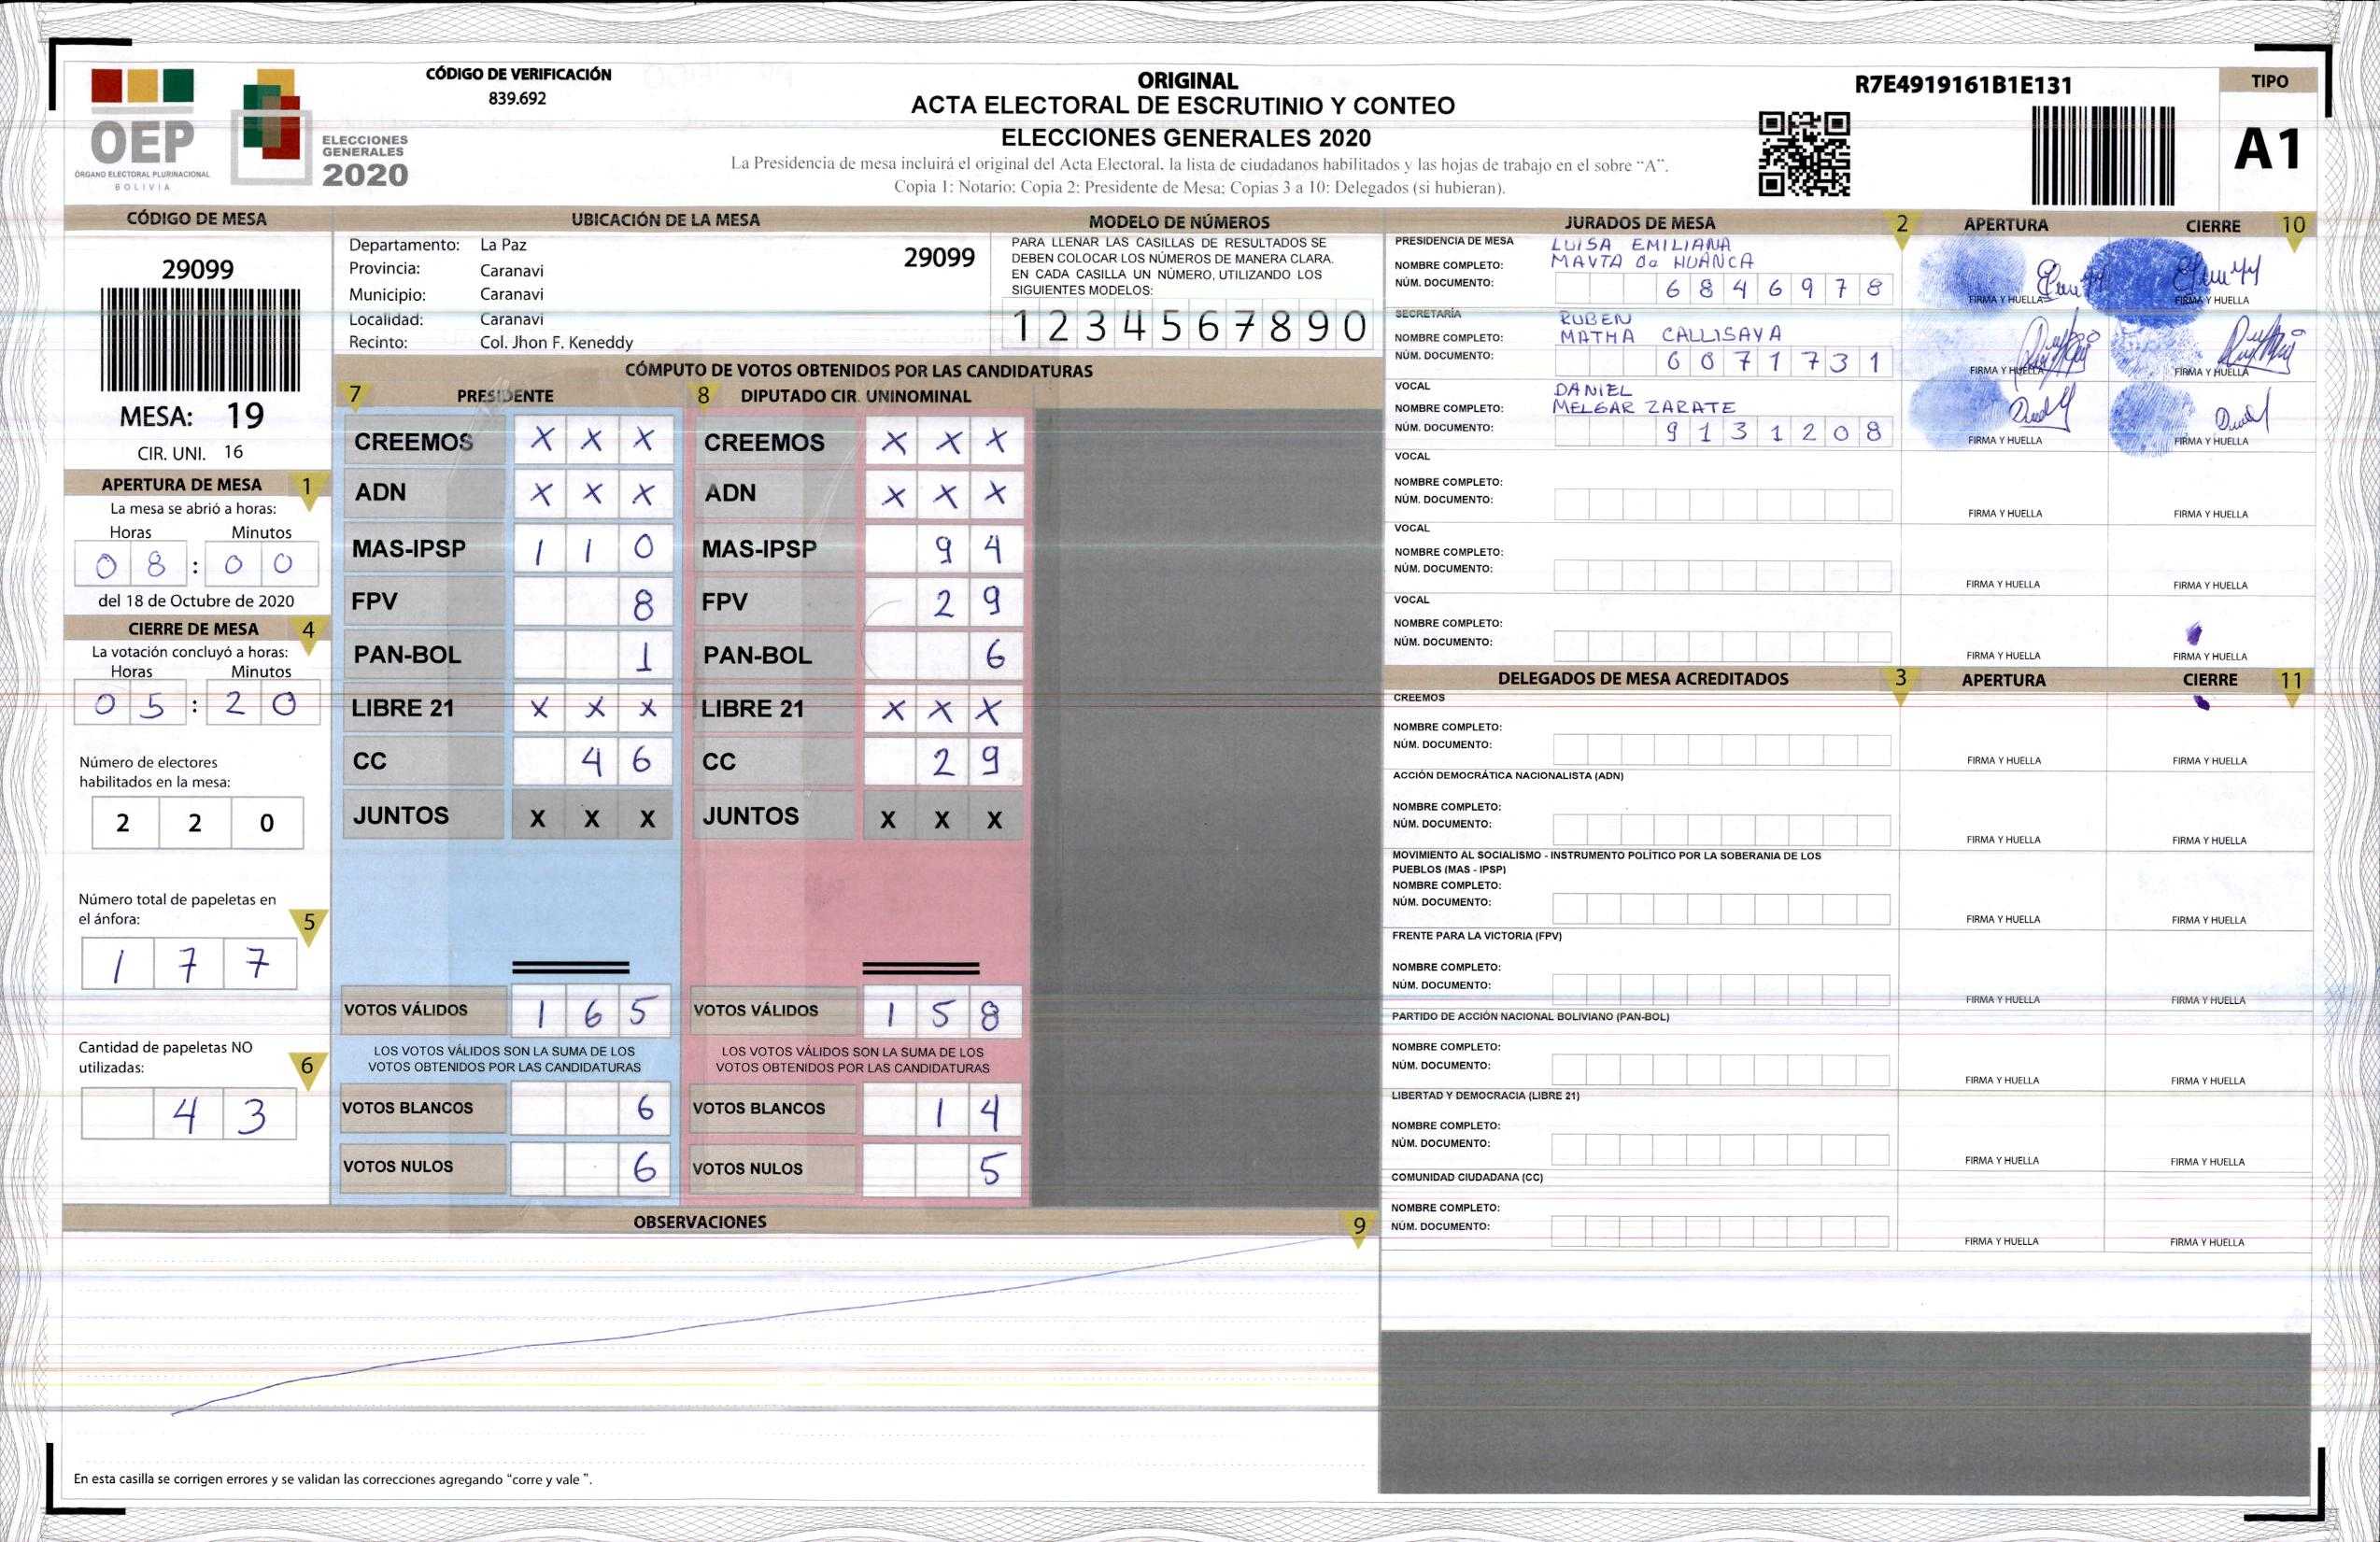 OEP
ÓRGANO ELECTORAL PLURINACIONAL
BOLIVIA
ELECCIONES
GENERALES
2020
CÓDIGO DE VERIFICACIÓN
839.692
ORIGINAL
ACTA ELECTORAL DE ESCRUTINIO Y CONTEO
ELECCIONES GENERALES 2020
La Presidencia de mesa incluirá el original del Acta Electoral, la lista de ciudadanos habilitados y las hojas de trabajo en el sobre "A".
Copia 1: Notario; Copia 2: Presidente de Mesa; Copias 3 a 10: Delegados (si hubieran).
R7E4919161B1E131
TIPO
A1
CÓDIGO DE MESA
29099
MESA: 19
CIR. UNI. 16
APERTURA DE MESA 1
La mesa se abrió a horas:
Horas Minutos
08:00
del 18 de Octubre de 2020
CIERRE DE MESA 4
La votación concluyó a horas:
Horas Minutos
05:20
Número de electores
habilitados en la mesa:
2 2 0
Número total de papeletas en
el ánfora: 5
1 7 7
Cantidad de papeletas NO
utilizadas: 6
4 3
UBICACIÓN DE LA MESA
Departamento: La Paz 29099
Provincia: Caranavi
Municipio: Caranavi
Localidad: Caranavi
Recinto: Col. Jhon F. Keneddy
MODELO DE NÚMEROS
PARA LLENAR LAS CASILLAS DE RESULTADOS SE
DEBEN COLOCAR LOS NÚMEROS DE MANERA CLARA.
EN CADA CASILLA UN NÚMERO, UTILIZANDO LOS
SIGUIENTES MODELOS:
1 2 3 4 5 6 7 8 9 0
CÓMPUTO DE VOTOS OBTENIDOS POR LAS CANDIDATURAS
7 PRESIDENTE 8 DIPUTADO CIR. UNINOMINAL
CREEMOS X X X CREEMOS X X X
ADN X X X ADN X X X
MAS-IPSP 1 1 0 MAS-IPSP 9 4
FPV 8 FPV 2 9
PAN-BOL 1 PAN-BOL 6
LIBRE 21 X X X LIBRE 21 X X X
CC 4 6 CC 2 9
JUNTOS X X X JUNTOS X X X
VOTOS VÁLIDOS 1 6 5 VOTOS VÁLIDOS 1 5 8
LOS VOTOS VÁLIDOS SON LA SUMA DE LOS LOS VOTOS VÁLIDOS SON LA SUMA DE LOS
VOTOS OBTENIDOS POR LAS CANDIDATURAS VOTOS OBTENIDOS POR LAS CANDIDATURAS
VOTOS BLANCOS 6 VOTOS BLANCOS 1 4
VOTOS NULOS 6 VOTOS NULOS 5
OBSERVACIONES 9
En esta casilla se corrigen errores y se validan las correcciones agregando "corre y vale ".
JURADOS DE MESA 2 APERTURA CIERRE 10
PRESIDENCIA DE MESA LUISA EMILIANA
NOMBRE COMPLETO: MAYTA de HUANCA
NÚM. DOCUMENTO: 6 8 4 6 9 7 8
FIRMA Y HUELLA FIRMA Y HUELLA
SECRETARÍA RUBEN
NOMBRE COMPLETO: MATHA CALLISAYA
NÚM. DOCUMENTO: 6 0 7 1 7 3 1
FIRMA Y HUELLA FIRMA Y HUELLA
VOCAL DANIEL
NOMBRE COMPLETO: MELGAR ZARATE
NÚM. DOCUMENTO: 9 1 3 1 2 0 8
FIRMA Y HUELLA FIRMA Y HUELLA
VOCAL
NOMBRE COMPLETO:
NÚM. DOCUMENTO:
FIRMA Y HUELLA FIRMA Y HUELLA
VOCAL
NOMBRE COMPLETO:
NÚM. DOCUMENTO:
FIRMA Y HUELLA FIRMA Y HUELLA
VOCAL
NOMBRE COMPLETO:
NÚM. DOCUMENTO:
FIRMA Y HUELLA FIRMA Y HUELLA
DELEGADOS DE MESA ACREDITADOS 3 APERTURA CIERRE 11
CREEMOS
NOMBRE COMPLETO:
NÚM. DOCUMENTO:
FIRMA Y HUELLA FIRMA Y HUELLA
ACCIÓN DEMOCRÁTICA NACIONALISTA (ADN)
NOMBRE COMPLETO:
NÚM. DOCUMENTO:
FIRMA Y HUELLA FIRMA Y HUELLA
MOVIMIENTO AL SOCIALISMO - INSTRUMENTO POLÍTICO POR LA SOBERANIA DE LOS
PUEBLOS (MAS - IPSP)
NOMBRE COMPLETO:
NÚM. DOCUMENTO:
FIRMA Y HUELLA FIRMA Y HUELLA
FRENTE PARA LA VICTORIA (FPV)
NOMBRE COMPLETO:
NÚM. DOCUMENTO:
FIRMA Y HUELLA FIRMA Y HUELLA
PARTIDO DE ACCIÓN NACIONAL BOLIVIANO (PAN-BOL)
NOMBRE COMPLETO:
NÚM. DOCUMENTO:
FIRMA Y HUELLA FIRMA Y HUELLA
LIBERTAD Y DEMOCRACIA (LIBRE 21)
NOMBRE COMPLETO:
NÚM. DOCUMENTO:
FIRMA Y HUELLA FIRMA Y HUELLA
COMUNIDAD CIUDADANA (CC)
NOMBRE COMPLETO:
NÚM. DOCUMENTO:
FIRMA Y HUELLA FIRMA Y HUELLA